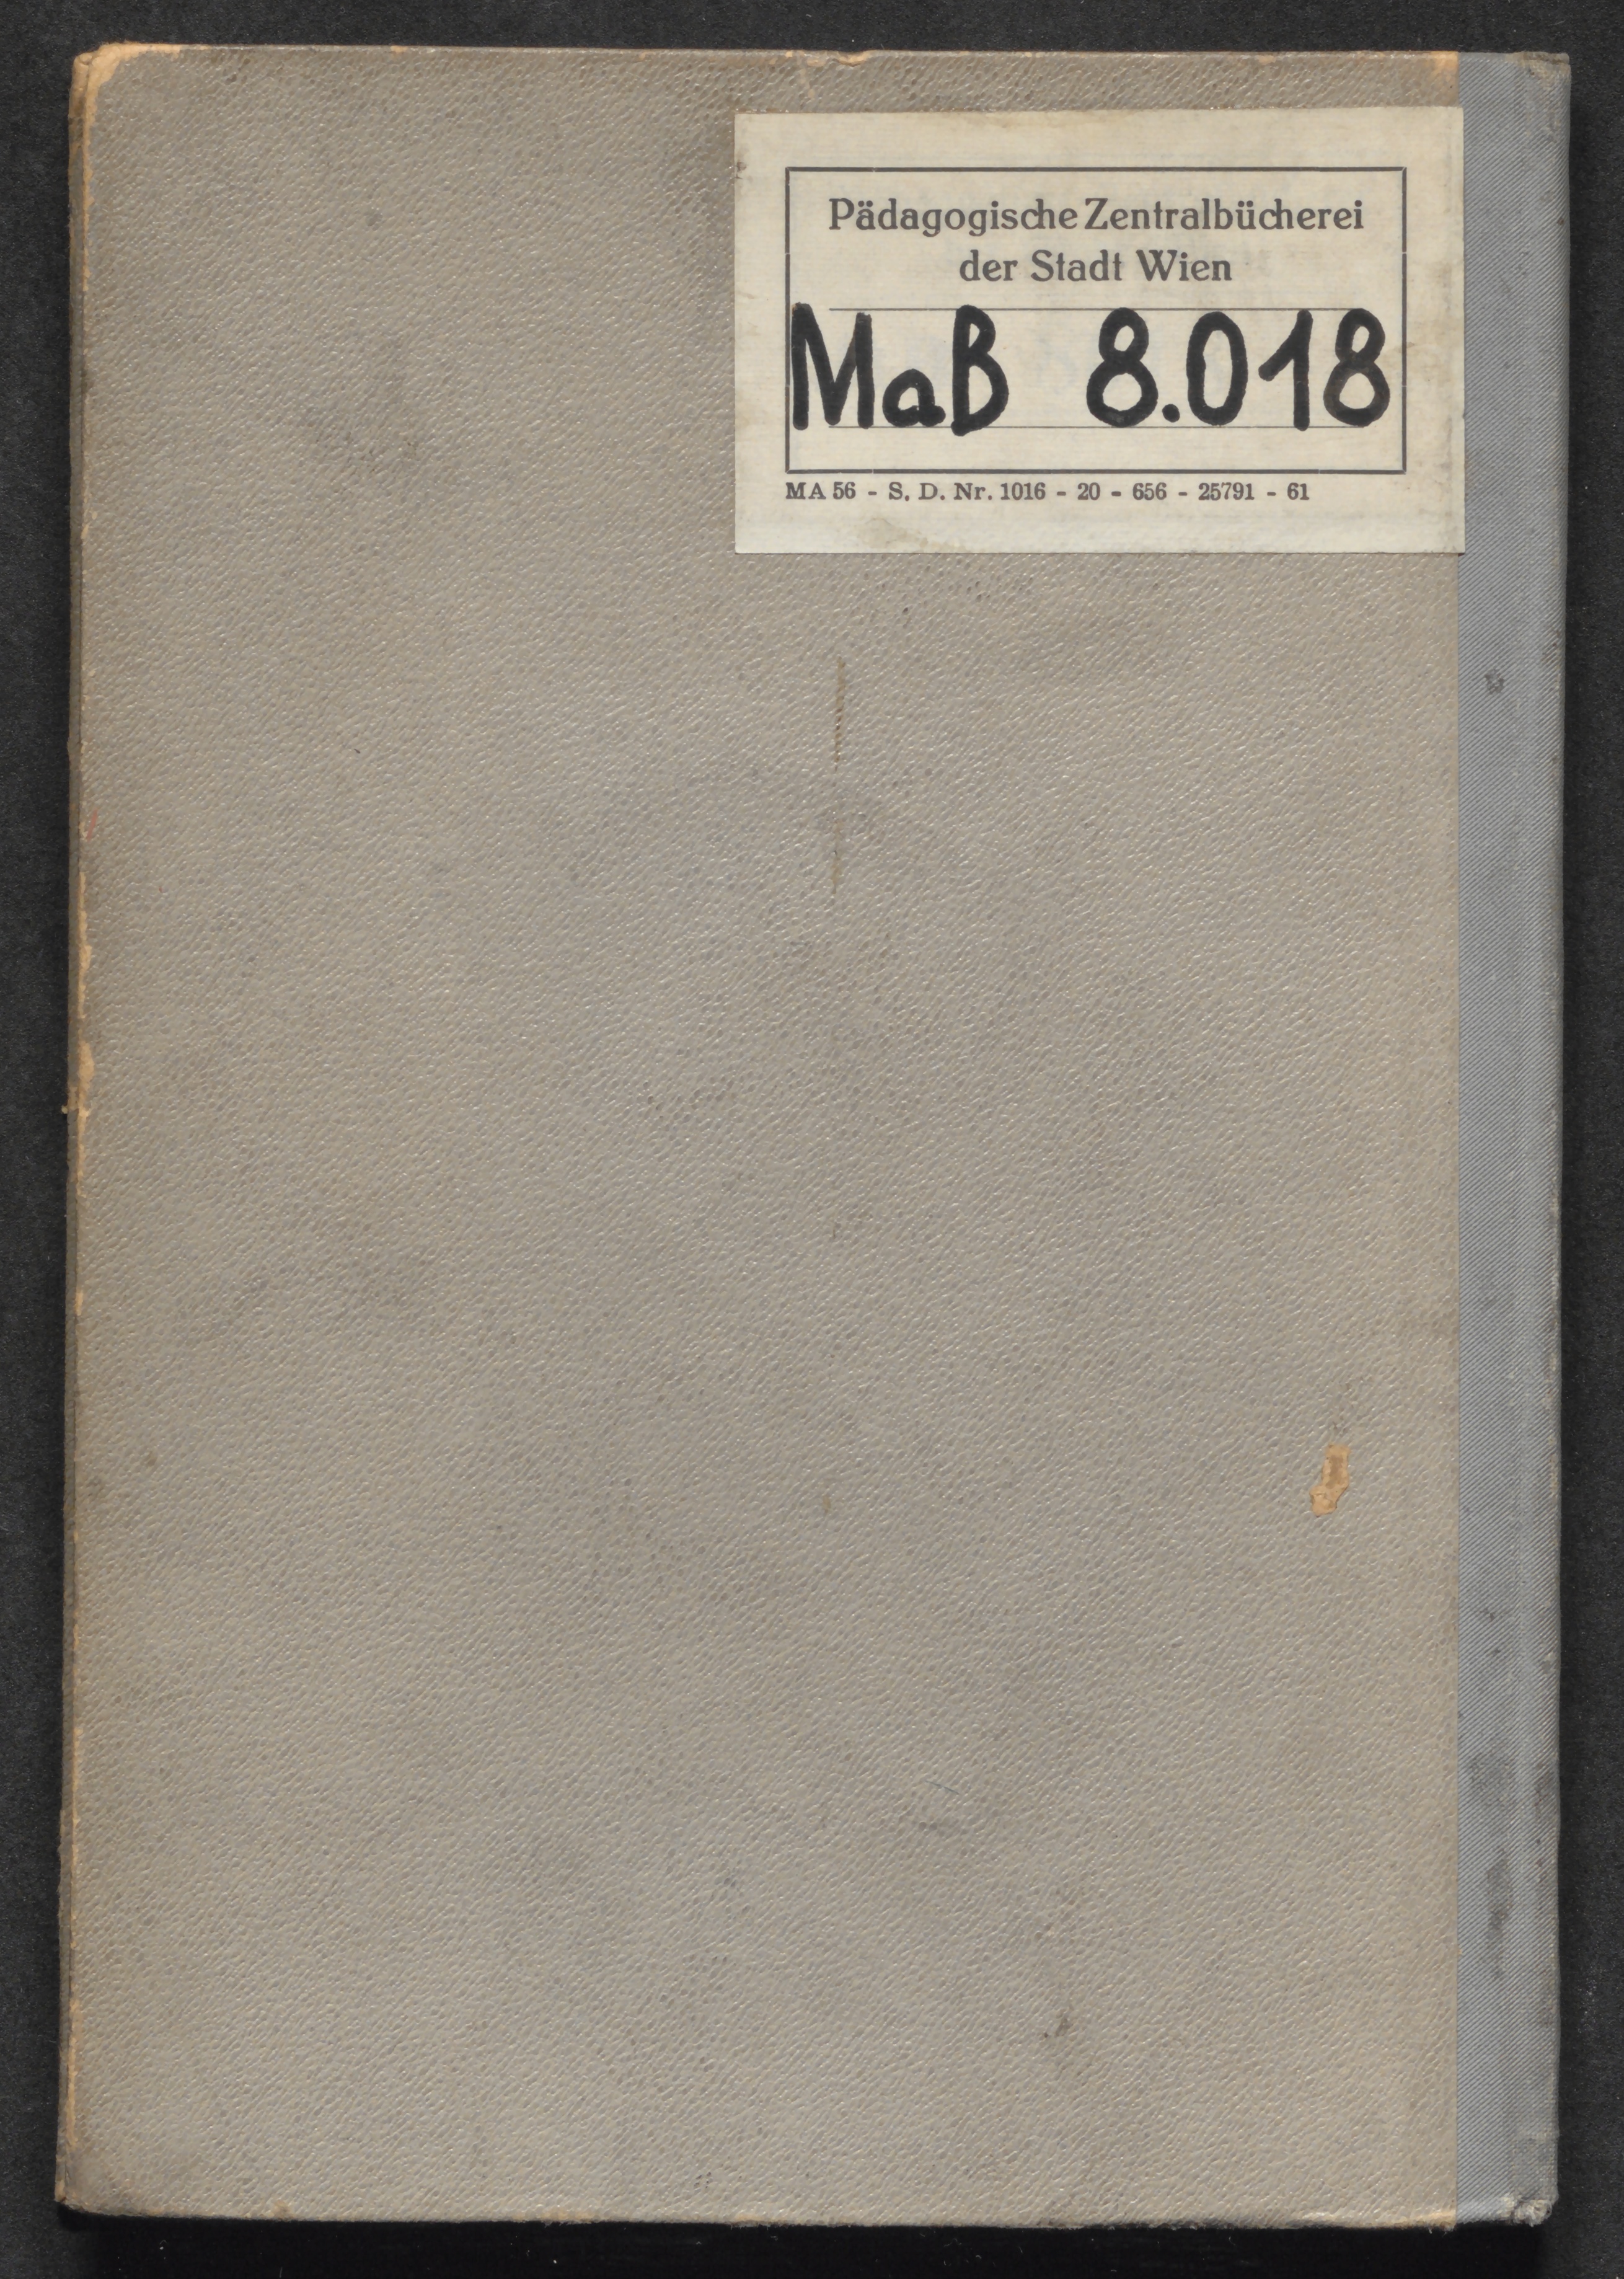 Pädagogische Zentralbücherei
der Stadt Wien
MaB 8.018
MA 56 - S. D. Nr. 1016 - 20 - 656 - 25791 - 61